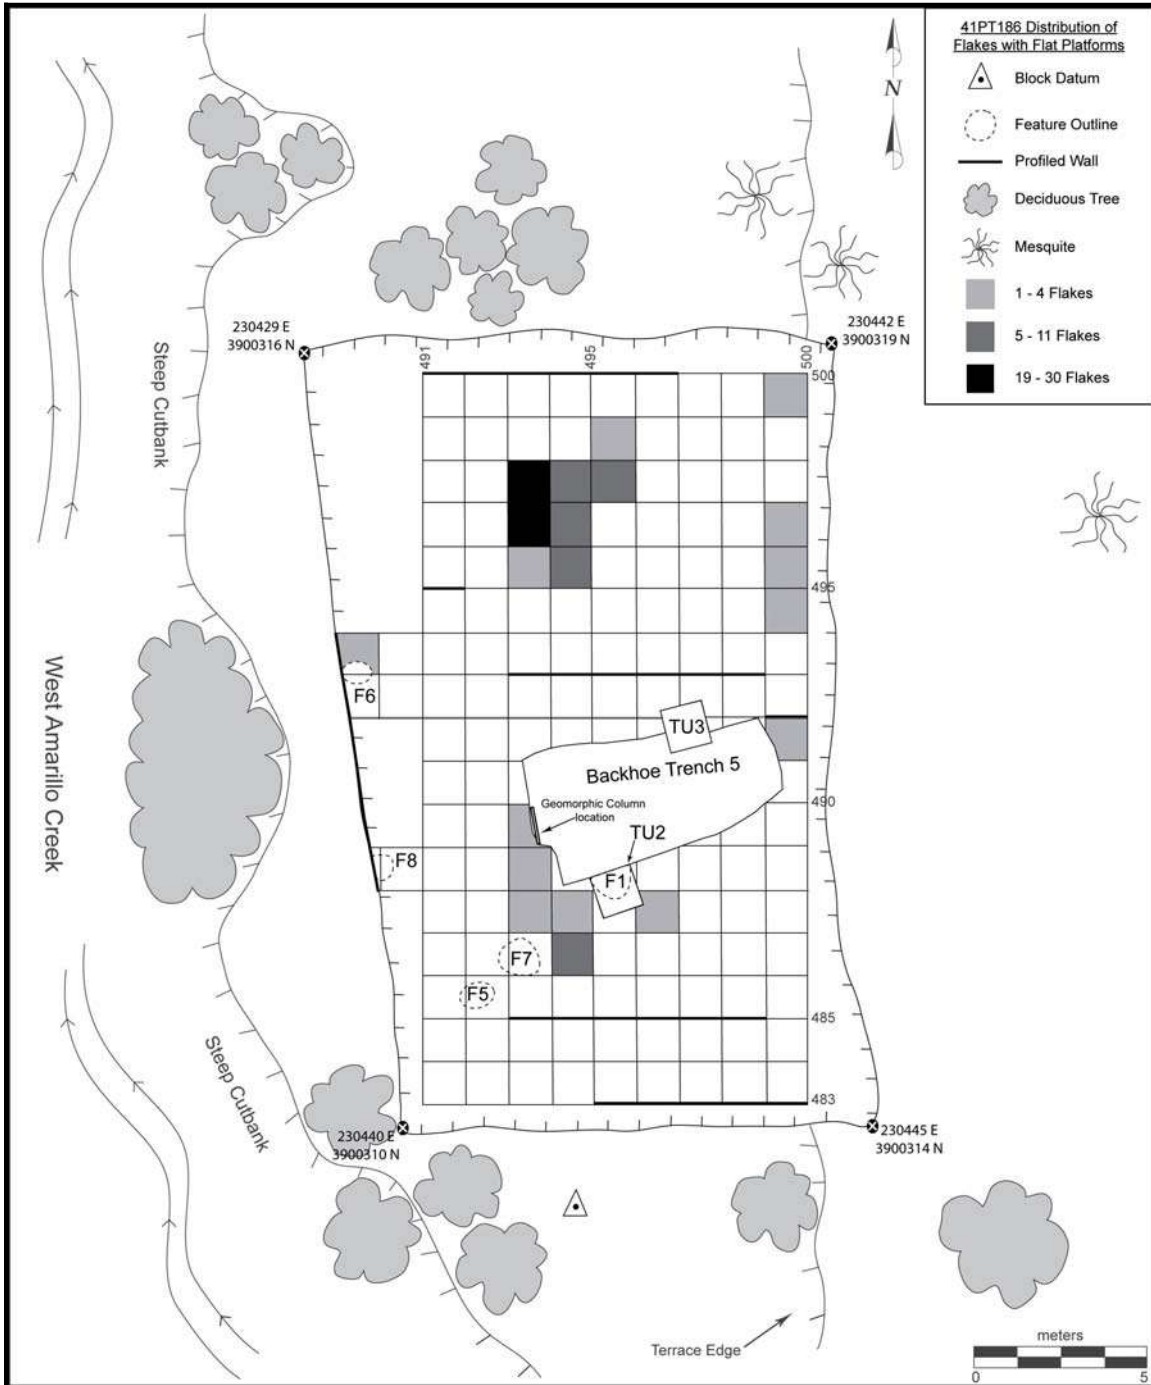 41PT186 Distribution of
Flakes with Flat Platforms
Block Datum
Feature Outline
Profiled Wall
Deciduous Tree
Mesquite
1 - 4 Flakes
5 - 11 Flakes
19 - 30 Flakes
N
230429 E
3900316 N
230442 E
3900319 N
491
495
500
500
495
490
485
483
Steep Cutbank
West Amarillo Creek
F6
TU3
Backhoe Trench 5
Geomorphic Column
location
TU2
F8
F1
F7
F5
Steep Cutbank
230440 E
3900310 N
230445 E
3900314 N
Terrace Edge
meters
0
5